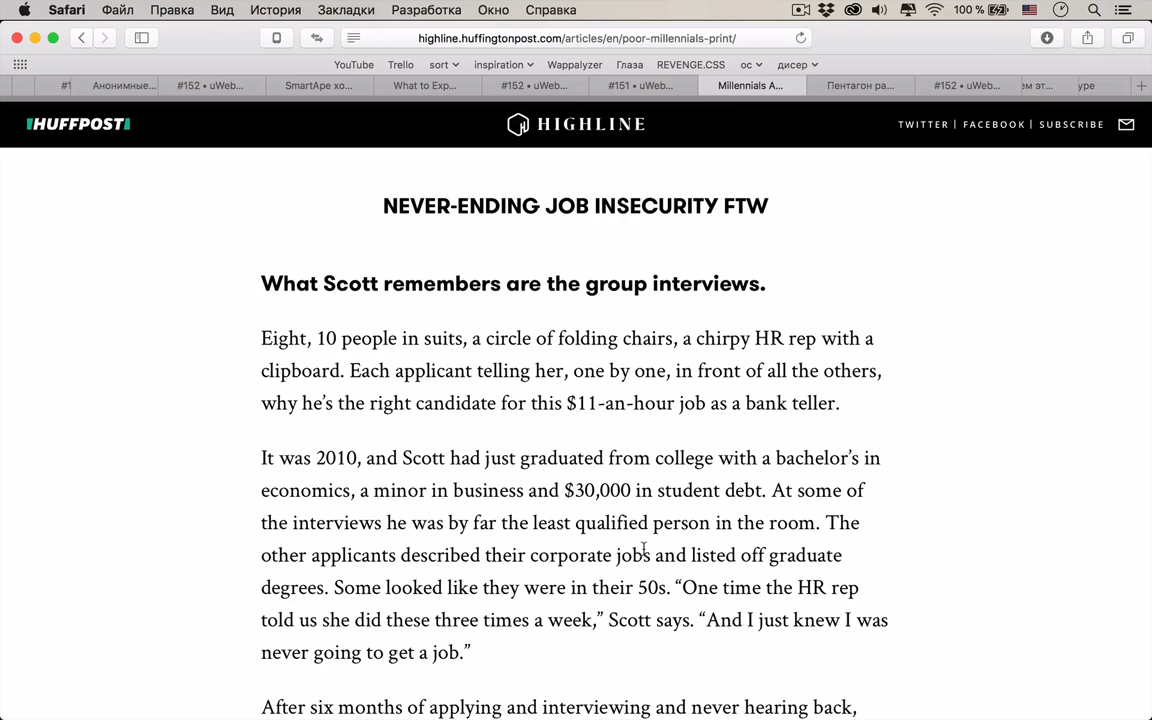 Safari Файл Правка Вид История Закладки Разработка Окно Справка 100 %
highline.huffingtonpost.com/articles/en/poor-millennials-print/
YouTube Trello sort inspiration Wappalyzer Глаза REVENGE.CSS ос дисер
#1 Анонимные... #152 • uWeb... SmartApe хо... What to Exp... #152 • uWeb... #151 • uWeb... Millennials A... Пентагон ра... #152 • uWeb... ем эт... ype
HUFFPOST HIGHLINE TWITTER | FACEBOOK | SUBSCRIBE
NEVER-ENDING JOB INSECURITY FTW
What Scott remembers are the group interviews.
Eight, 10 people in suits, a circle of folding chairs, a chirpy HR rep with a
clipboard. Each applicant telling her, one by one, in front of all the others,
why he’s the right candidate for this $11-an-hour job as a bank teller.
It was 2010, and Scott had just graduated from college with a bachelor’s in
economics, a minor in business and $30,000 in student debt. At some of
the interviews he was by far the least qualified person in the room. The
other applicants described their corporate jobs and listed off graduate
degrees. Some looked like they were in their 50s. “One time the HR rep
told us she did these three times a week,” Scott says. “And I just knew I was
never going to get a job.”
After six months of applying and interviewing and never hearing back,